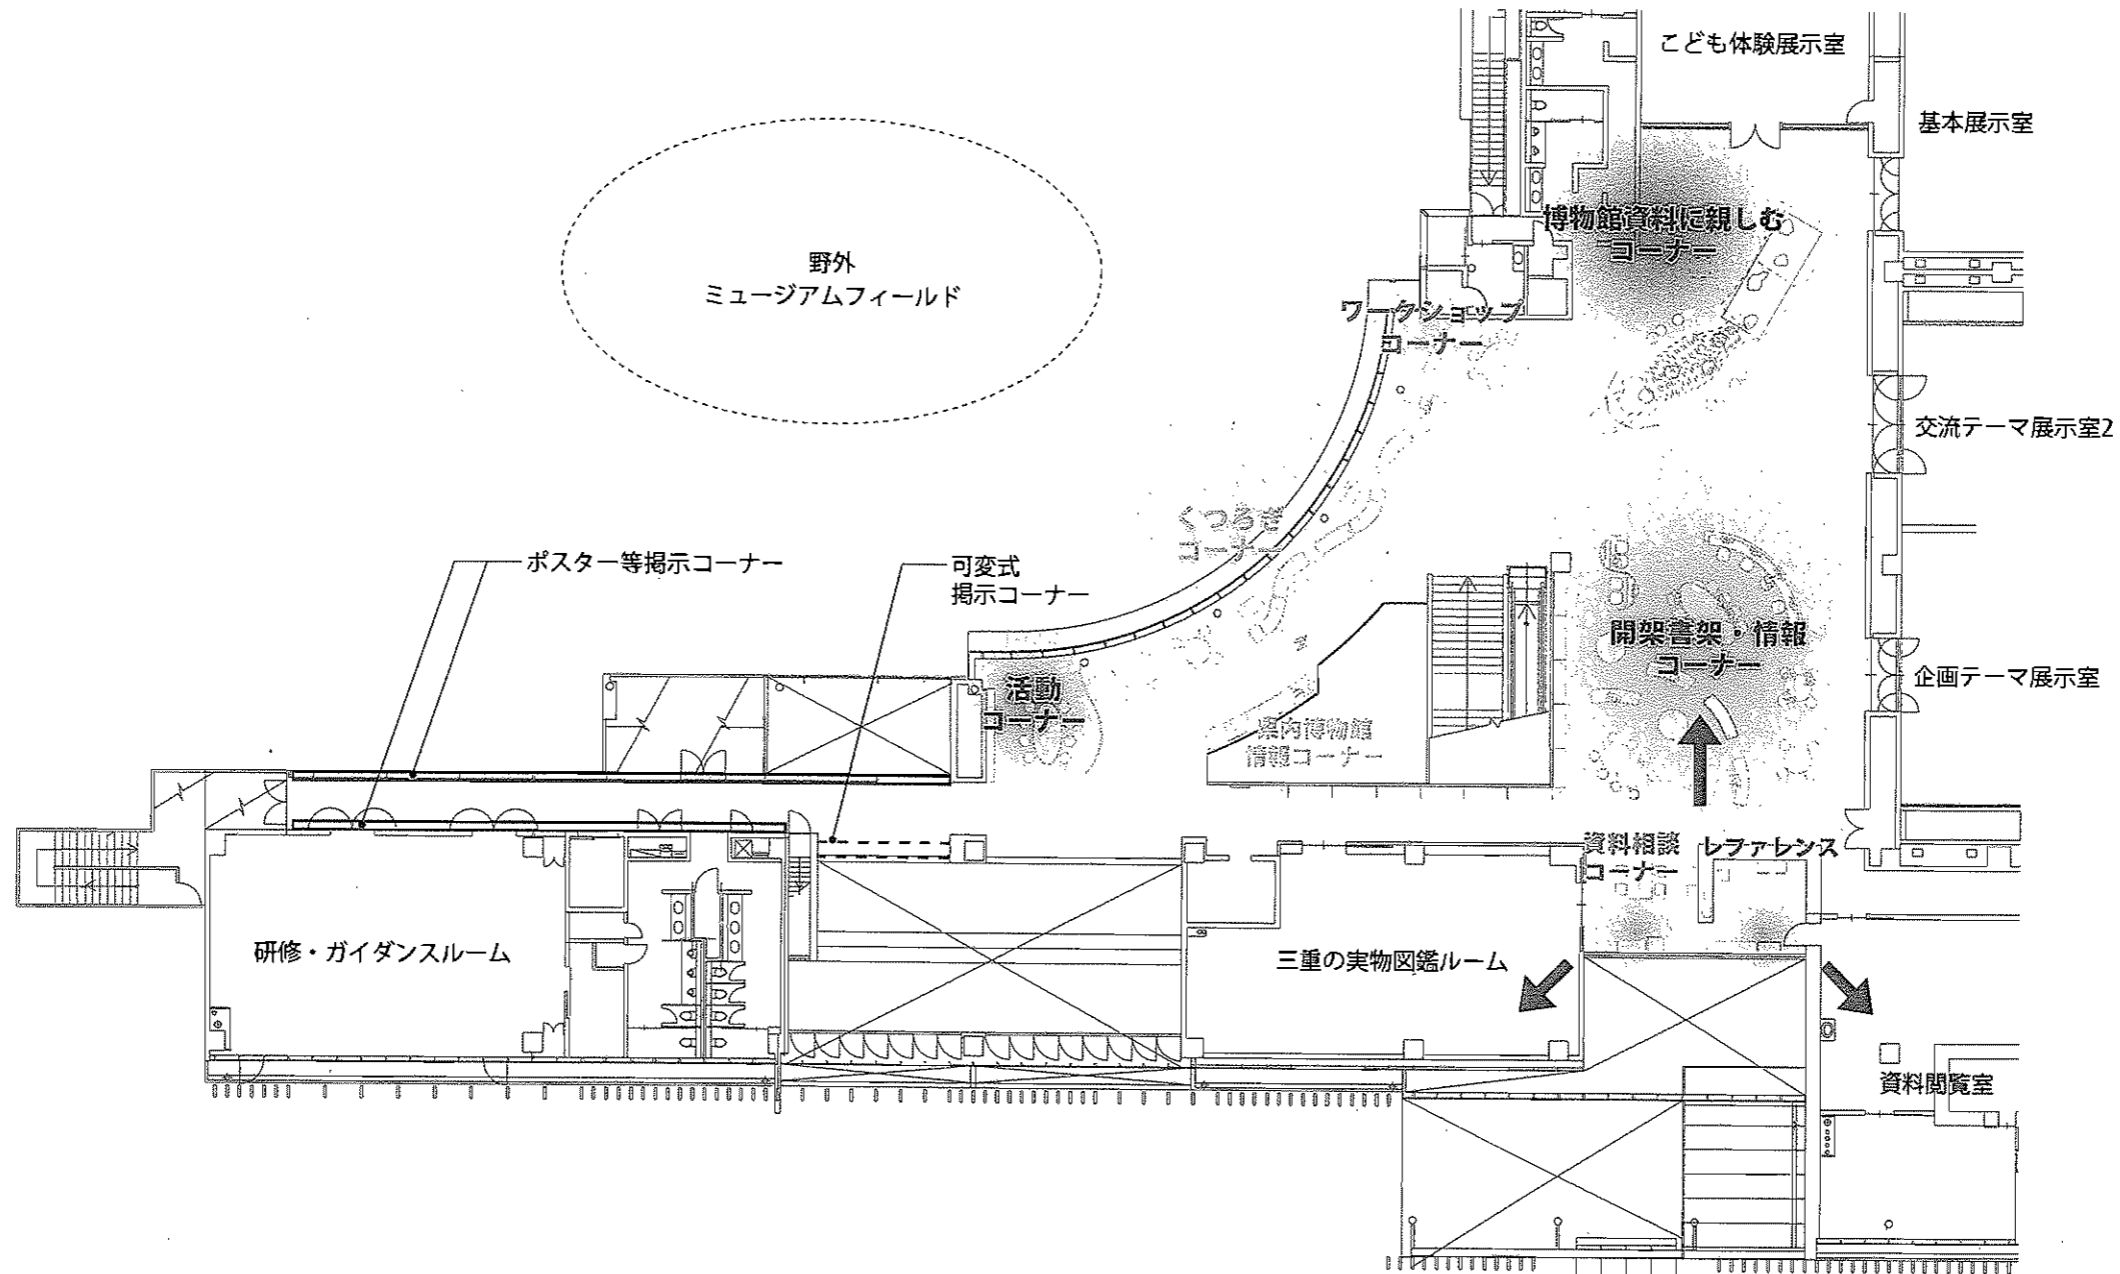 こども体験展示室
基本展示室
博物館資料に親しむ
コーナー
野外
ミュージアムフィールド
ワークショップ
コーナー
交流テーマ展示室2
くつろぎ
コーナー
ポスター等掲示コーナー
可変式
掲示コーナー
開架書架・情報
コーナー
企画テーマ展示室
活動
コーナー
県内博物館
情報コーナー
資料相談
コーナー
レファレンス
研修・ガイダンスルーム
三重の実物図鑑ルーム
資料閲覧室